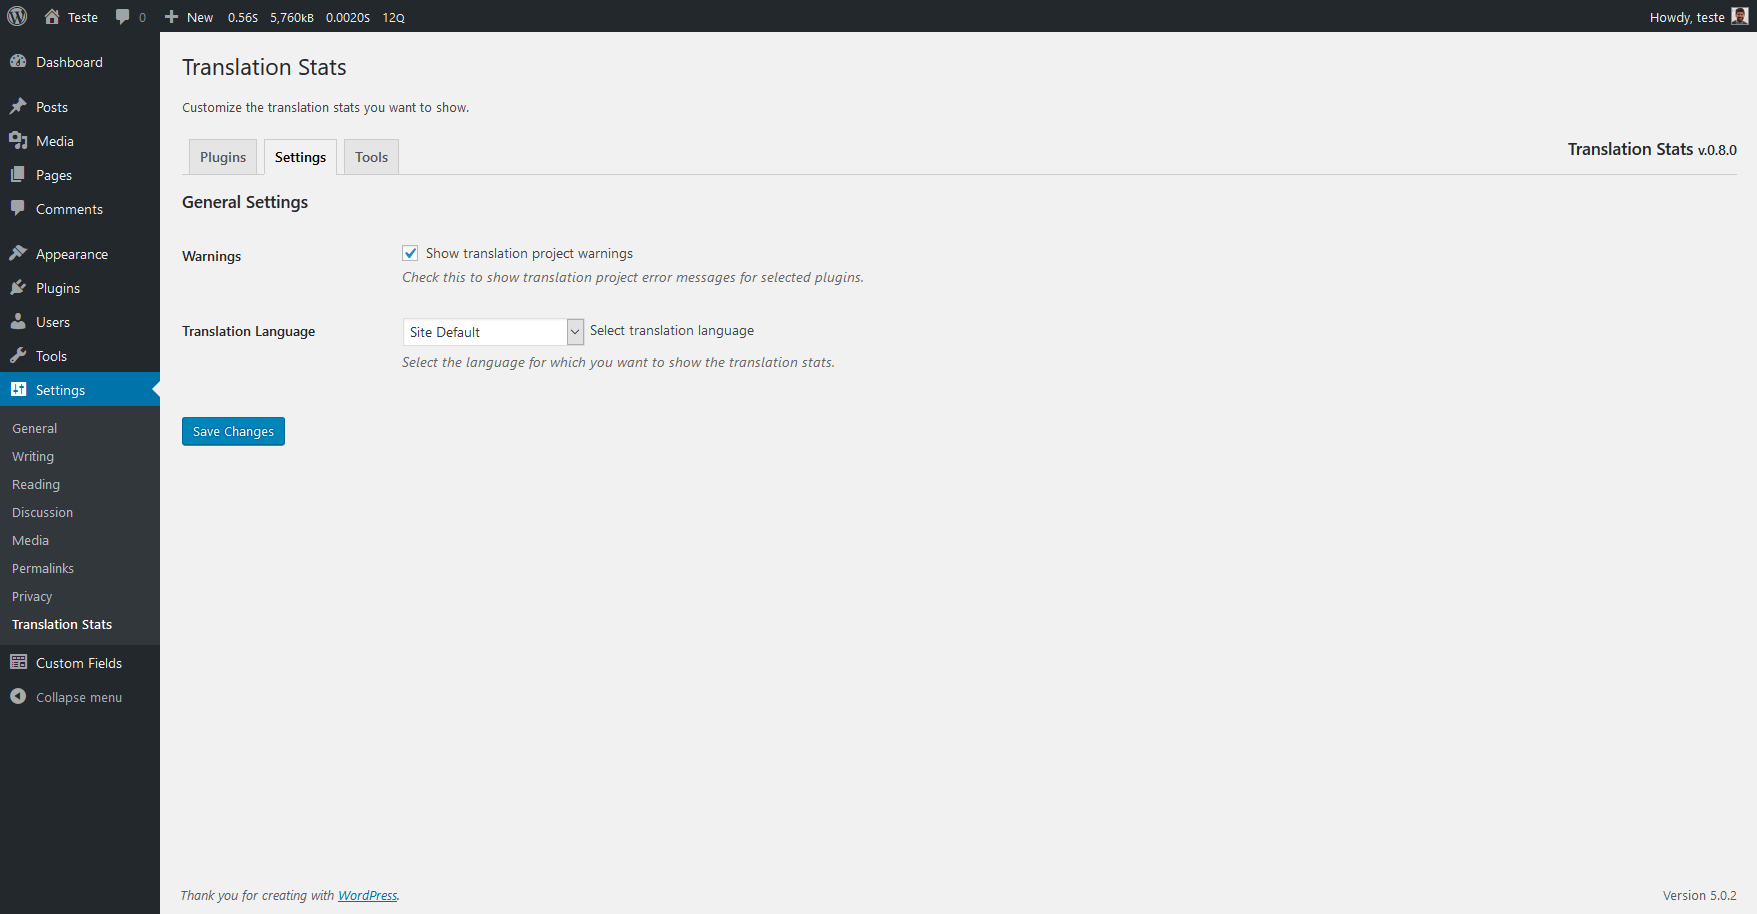 Teste 0 New 0.56S 5,760KB 0.0020S 12Q Howdy, teste
Dashboard
Posts
Media
Pages
Comments
Appearance
Plugins
Users
Tools
Settings
General
Writing
Reading
Discussion
Media
Permalinks
Privacy
Translation Stats
Custom Fields
Collapse menu
Translation Stats
Customize the translation stats you want to show.
Plugins Settings Tools
Translation Stats v.0.8.0
General Settings
Warnings Show translation project warnings
Check this to show translation project error messages for selected plugins.
Translation Language Site Default Select translation language
Select the language for which you want to show the translation stats.
Save Changes
Thank you for creating with WordPress. Version 5.0.2